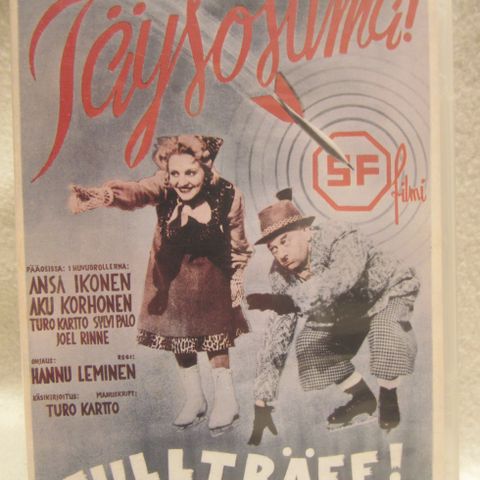 Täysosuma!
SF
filmi
PÄÄOSISSA: I HUVUDROLLERNA:
ANSA IKONEN
AKU KORHONEN
TURO KARTTO SYLVI PALO
JOEL RINNE
OHJAUS: REGI:
HANNU LEMINEN
KÄSIKIRJOITUS: MANUSKRIPT:
TURO KARTTO
FULLTRÄFF!